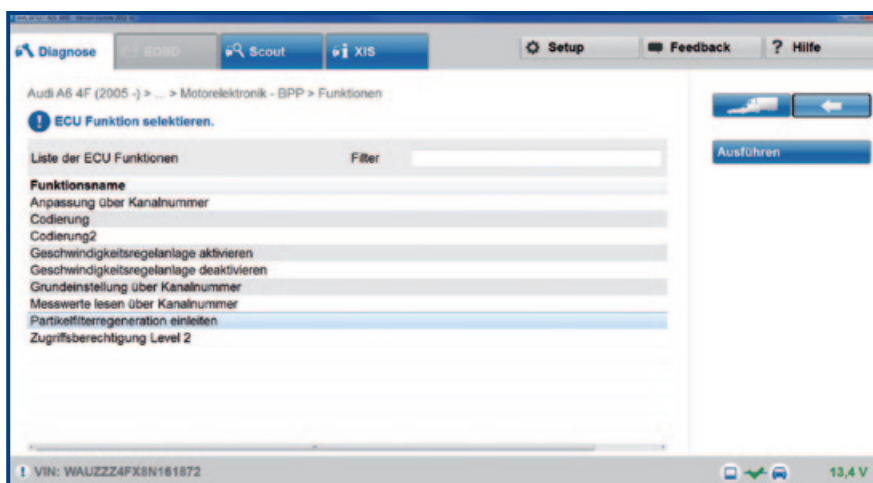 Diagnose
EOBD
Scout
XIS
Setup
Feedback
? Hilfe
Audi A6 4F (2005 -) > ... > Motorelektronik - BPP > Funktionen
ECU Funktion selektieren.
Ausführen
Liste der ECU Funktionen Filter
Funktionsname
Anpassung über Kanalnummer
Codierung
Codierung2
Geschwindigkeitsregelanlage aktivieren
Geschwindigkeitsregelanlage deaktivieren
Grundeinstellung über Kanalnummer
Messwerte lesen über Kanalnummer
Partikelfilterregeneration einleiten
Zugriffsberechtigung Level 2
VIN: WAUZZZ4FX8N161872
13,4 V